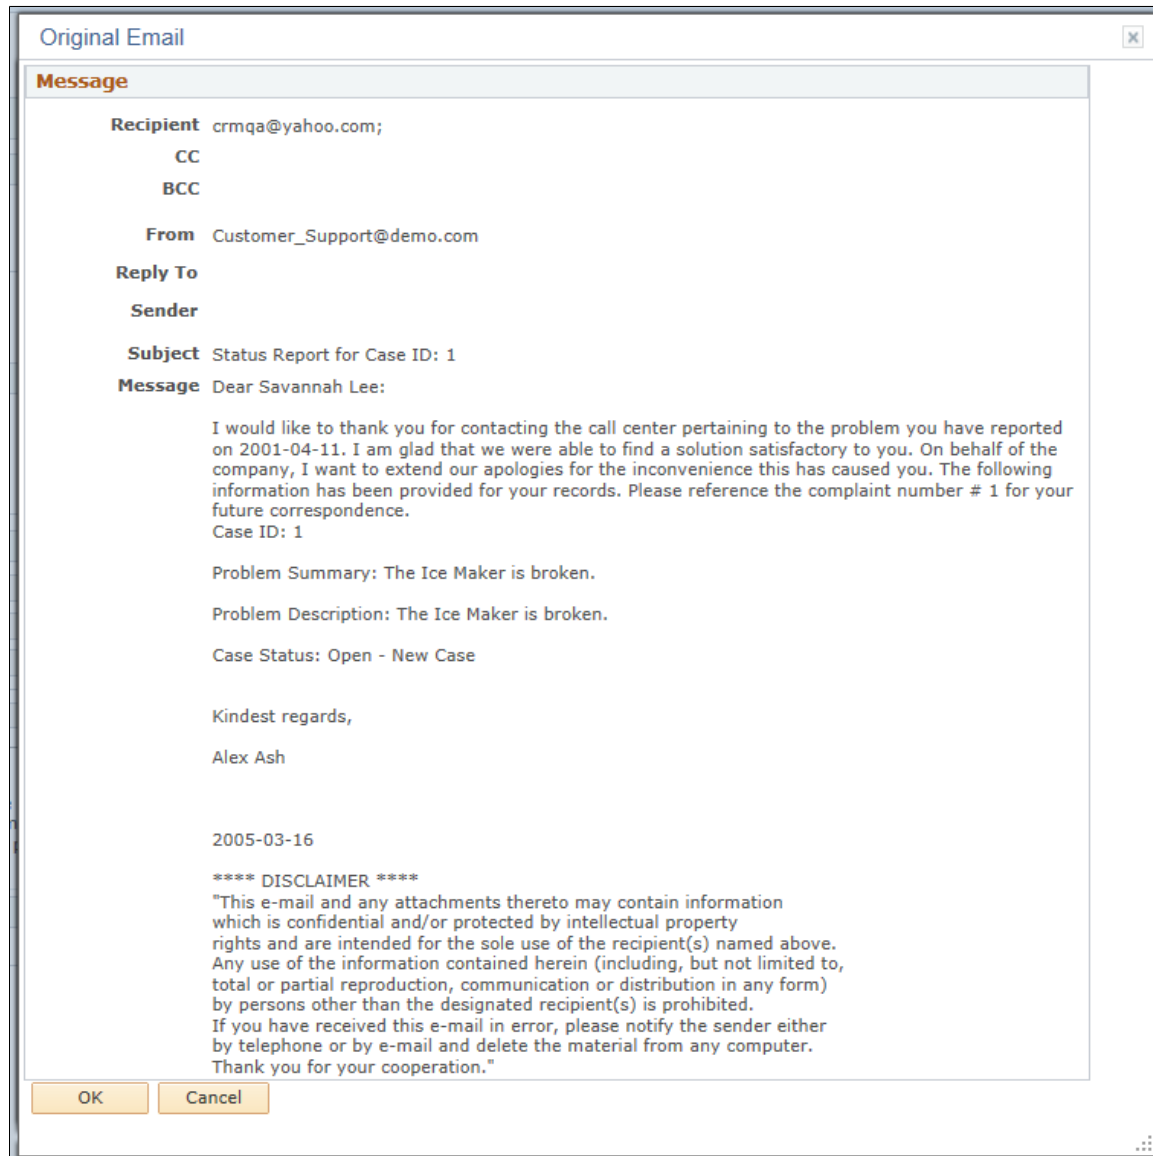 Original Email
Message
Recipient crmqa@yahoo.com;
CC
BCC
From Customer_Support@demo.com
Reply To
Sender
Subject Status Report for Case ID: 1
Message Dear Savannah Lee:
I would like to thank you for contacting the call center pertaining to the problem you have reported
on 2001-04-11. I am glad that we were able to find a solution satisfactory to you. On behalf of the
company, I want to extend our apologies for the inconvenience this has caused you. The following
information has been provided for your records. Please reference the complaint number # 1 for your
future correspondence.
Case ID: 1
Problem Summary: The Ice Maker is broken.
Problem Description: The Ice Maker is broken.
Case Status: Open - New Case
Kindest regards,
Alex Ash
2005-03-16
**** DISCLAIMER ****
"This e-mail and any attachments thereto may contain information
which is confidential and/or protected by intellectual property
rights and are intended for the sole use of the recipient(s) named above.
Any use of the information contained herein (including, but not limited to,
total or partial reproduction, communication or distribution in any form)
by persons other than the designated recipient(s) is prohibited.
If you have received this e-mail in error, please notify the sender either
by telephone or by e-mail and delete the material from any computer.
Thank you for your cooperation."
OK Cancel